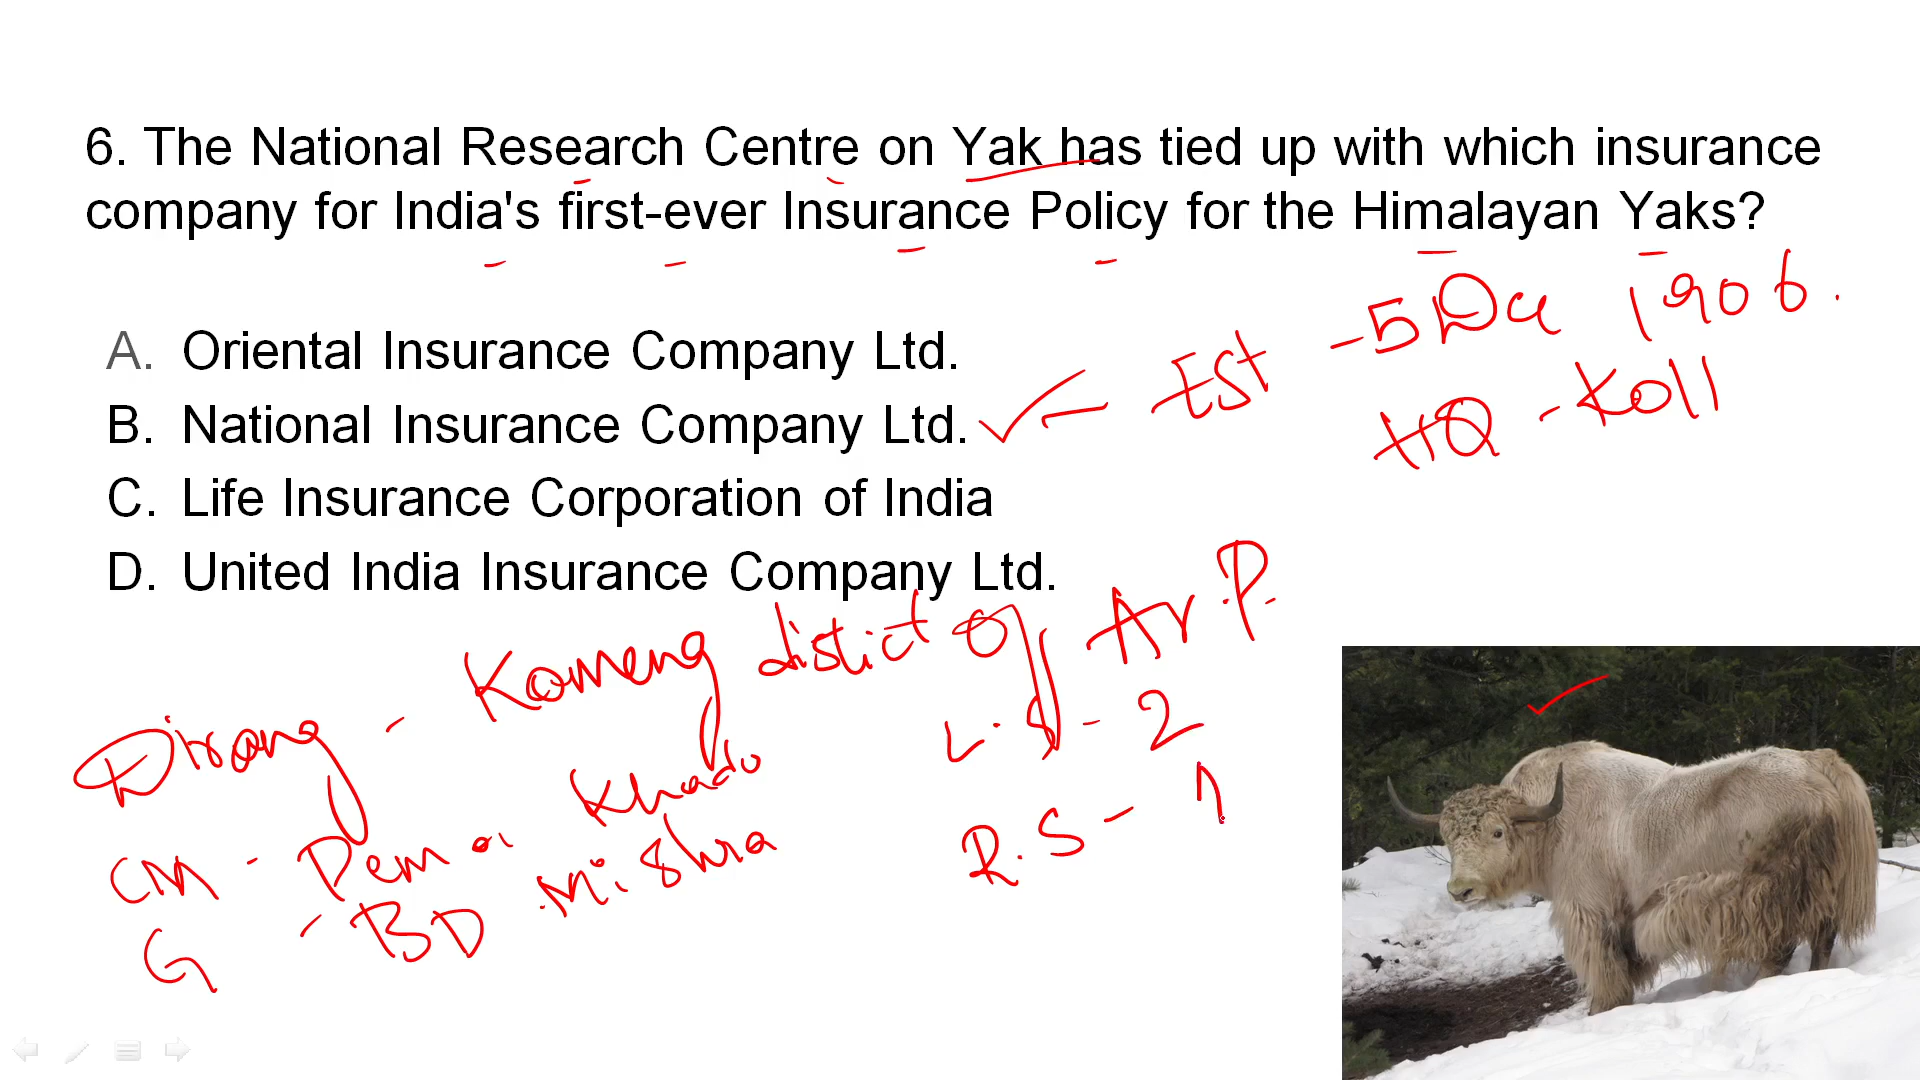 6. The National Research Centre on Yak has tied up with which insurance
company for India's first-ever Insurance Policy for the Himalayan Yaks?
A. Oriental Insurance Company Ltd.
B. National Insurance Company Ltd.
C. Life Insurance Corporation of India
D. United India Insurance Company Ltd.
Est - 5 Dec 1906.
HQ - Koll
Dirang - Kameng distict of Ar.P.
L.S - 2
R.S - 1
CM - Pema Khadu
G - BD Mishra